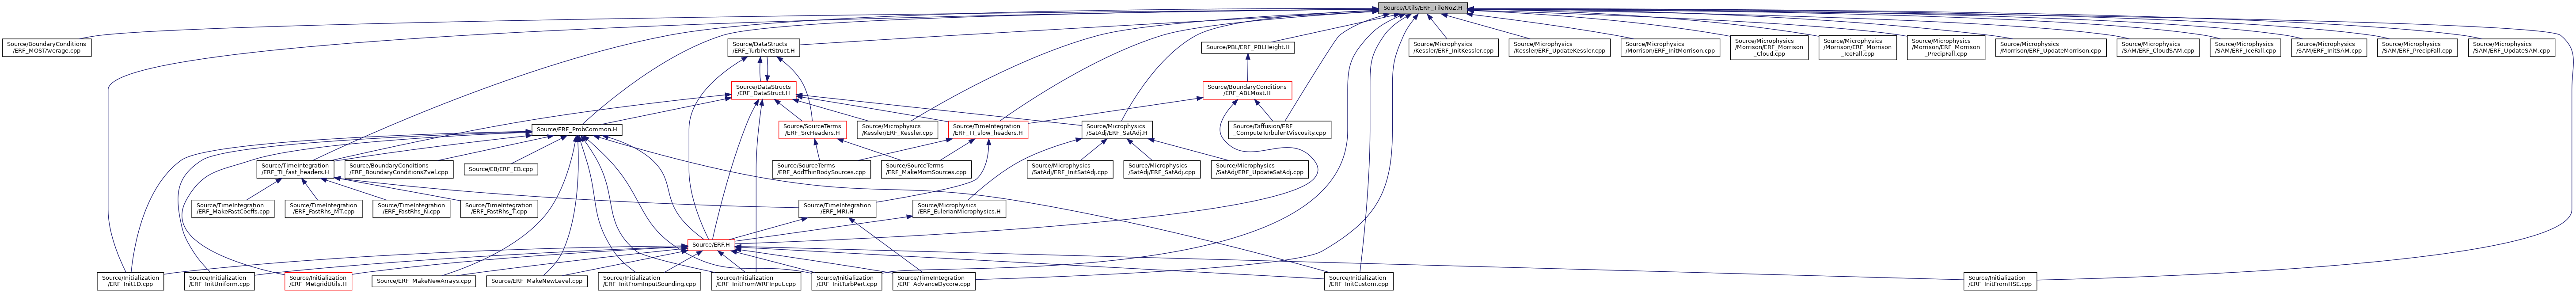 Source/Utils/ERF_TileNoZ.H
Source/BoundaryConditions
/ERF_MOSTAverage.cpp
Source/DataStructs
/ERF_TurbPertStruct.H
Source/PBL/ERF_PBLHeight.H
Source/Microphysics
/Kessler/ERF_InitKessler.cpp
Source/Microphysics
/Kessler/ERF_UpdateKessler.cpp
Source/Microphysics
/Morrison/ERF_InitMorrison.cpp
Source/Microphysics
/Morrison/ERF_Morrison
_Cloud.cpp
Source/Microphysics
/Morrison/ERF_Morrison
_IceFall.cpp
Source/Microphysics
/Morrison/ERF_Morrison
_PrecipFall.cpp
Source/Microphysics
/Morrison/ERF_UpdateMorrison.cpp
Source/Microphysics
/SAM/ERF_CloudSAM.cpp
Source/Microphysics
/SAM/ERF_IceFall.cpp
Source/Microphysics
/SAM/ERF_InitSAM.cpp
Source/Microphysics
/SAM/ERF_PrecipFall.cpp
Source/Microphysics
/SAM/ERF_UpdateSAM.cpp
Source/DataStructs
/ERF_DataStruct.H
Source/BoundaryConditions
/ERF_ABLMost.H
Source/ERF_ProbCommon.H
Source/SourceTerms
/ERF_SrcHeaders.H
Source/Microphysics
/Kessler/ERF_Kessler.cpp
Source/TimeIntegration
/ERF_TI_slow_headers.H
Source/Microphysics
/SatAdj/ERF_SatAdj.H
Source/Diffusion/ERF
_ComputeTurbulentViscosity.cpp
Source/TimeIntegration
/ERF_TI_fast_headers.H
Source/BoundaryConditions
/ERF_BoundaryConditionsZvel.cpp
Source/EB/ERF_EB.cpp
Source/SourceTerms
/ERF_AddThinBodySources.cpp
Source/SourceTerms
/ERF_MakeMomSources.cpp
Source/Microphysics
/SatAdj/ERF_InitSatAdj.cpp
Source/Microphysics
/SatAdj/ERF_SatAdj.cpp
Source/Microphysics
/SatAdj/ERF_UpdateSatAdj.cpp
Source/TimeIntegration
/ERF_MakeFastCoeffs.cpp
Source/TimeIntegration
/ERF_FastRhs_MT.cpp
Source/TimeIntegration
/ERF_FastRhs_N.cpp
Source/TimeIntegration
/ERF_FastRhs_T.cpp
Source/TimeIntegration
/ERF_MRI.H
Source/Microphysics
/ERF_EulerianMicrophysics.H
Source/ERF.H
Source/Initialization
/ERF_Init1D.cpp
Source/Initialization
/ERF_InitUniform.cpp
Source/Initialization
/ERF_MetgridUtils.H
Source/ERF_MakeNewArrays.cpp
Source/ERF_MakeNewLevel.cpp
Source/Initialization
/ERF_InitFromInputSounding.cpp
Source/Initialization
/ERF_InitFromWRFInput.cpp
Source/Initialization
/ERF_InitTurbPert.cpp
Source/TimeIntegration
/ERF_AdvanceDycore.cpp
Source/Initialization
/ERF_InitCustom.cpp
Source/Initialization
/ERF_InitFromHSE.cpp